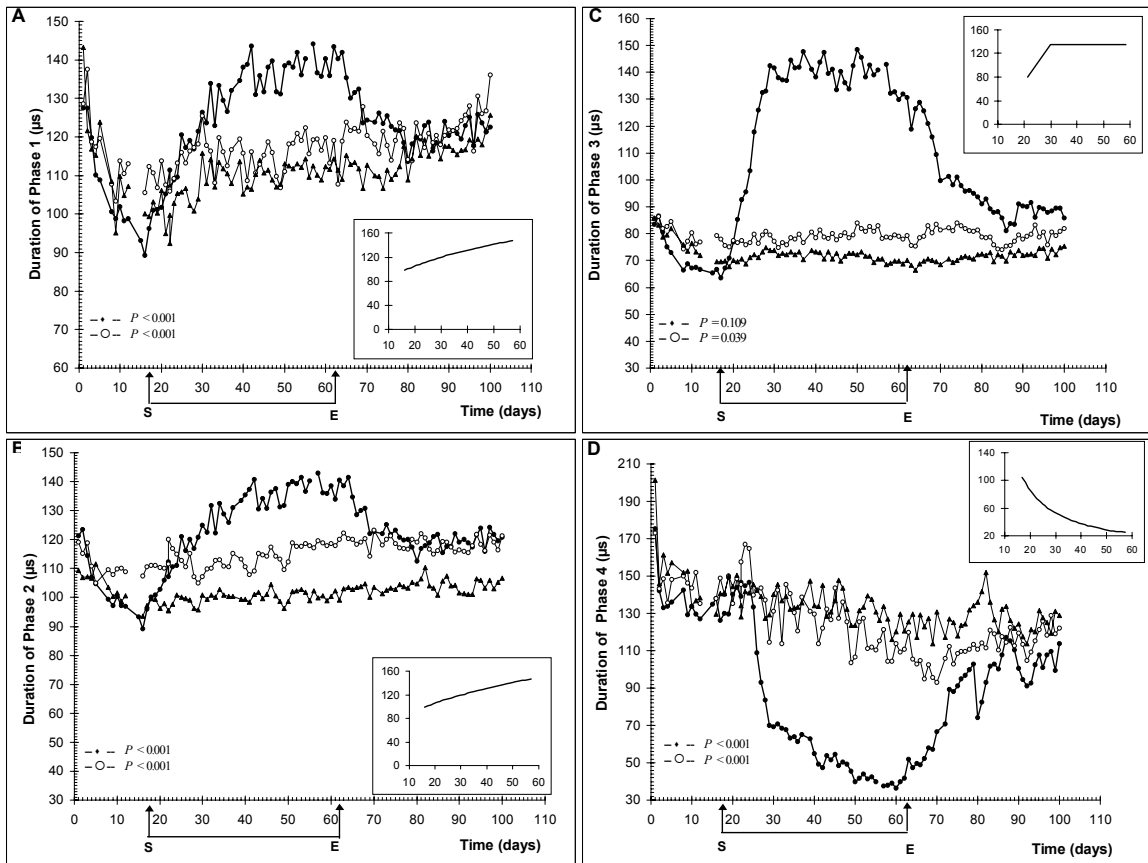 A
Duration of Phase 1 (µs)
150
140
130
120
110
100
90
80
70
60
0 10 20 30 40 50 60 70 80 90 100 110
P < 0.001
P < 0.001
160
120
80
40
0
10 20 30 40 50 60
S E
Time (days)
C
Duration of Phase 3 (µs)
160
150
140
130
120
110
100
90
80
70
60
50
40
30
0 10 20 30 40 50 60 70 80 90 100 110
P = 0.109
P = 0.039
160
120
80
40
0
10 20 30 40 50 60
S E
Time (days)
B
Duration of Phase 2 (µs)
150
140
130
120
110
100
90
80
70
60
50
40
30
0 10 20 30 40 50 60 70 80 90 100 110
P < 0.001
P < 0.001
160
120
80
40
0
10 20 30 40 50 60
S E
Time (days)
D
Duration of Phase 4 (µs)
210
190
170
150
130
110
90
70
50
30
0 10 20 30 40 50 60 70 80 90 100 110
P < 0.001
P < 0.001
140
100
60
20
10 20 30 40 50 60
S E
Time (days)